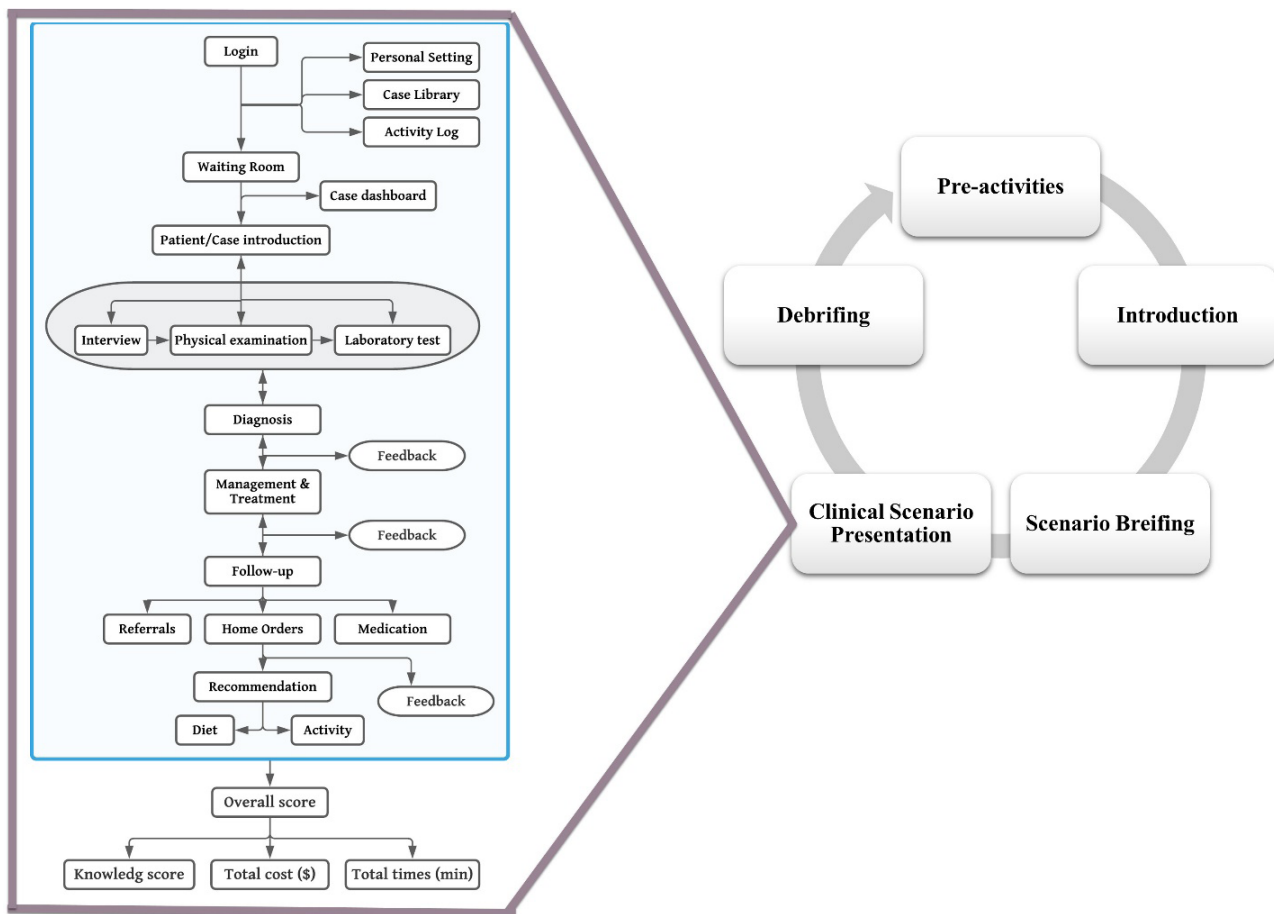 Login
Personal Setting
Case Library
Activity Log
Waiting Room
Case dashboard
Patient/Case introduction
Interview
Physical examination
Laboratory test
Diagnosis
Feedback
Management &
Treatment
Feedback
Follow-up
Referrals
Home Orders
Medication
Recommendation
Feedback
Diet
Activity
Overall score
Knowledg score
Total cost ($)
Total times (min)
Pre-activities
Introduction
Scenario Breifing
Clinical Scenario
Presentation
Debrifing